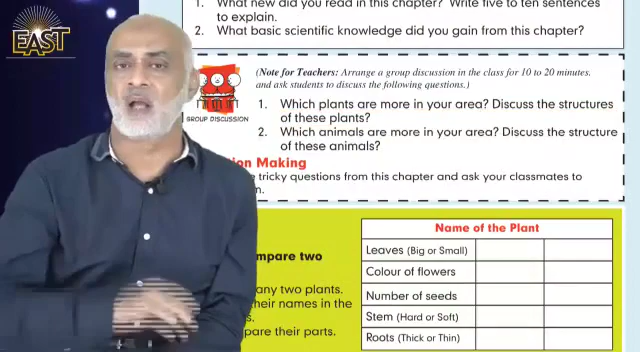 EAST
1. What new did you read in this chapter? Write five to ten sentences
to explain.
2. What basic scientific knowledge did you gain from this chapter?
(Note for Teachers: Arrange a group discussion in the class for 10 to 20 minutes,
and ask students to discuss the following questions.)
GROUP DISCUSSION
1. Which plants are more in your area? Discuss the structures
of these plants?
2. Which animals are more in your area? Discuss the structure
of these animals?
ion Making
tricky questions from this chapter and ask your classmates to
mpare two
any two plants.
heir names in the
s.
pare their parts.
Name of the Plant
Leaves (Big or Small)
Colour of flowers
Number of seeds
Stem (Hard or Soft)
Roots (Thick or Thin)